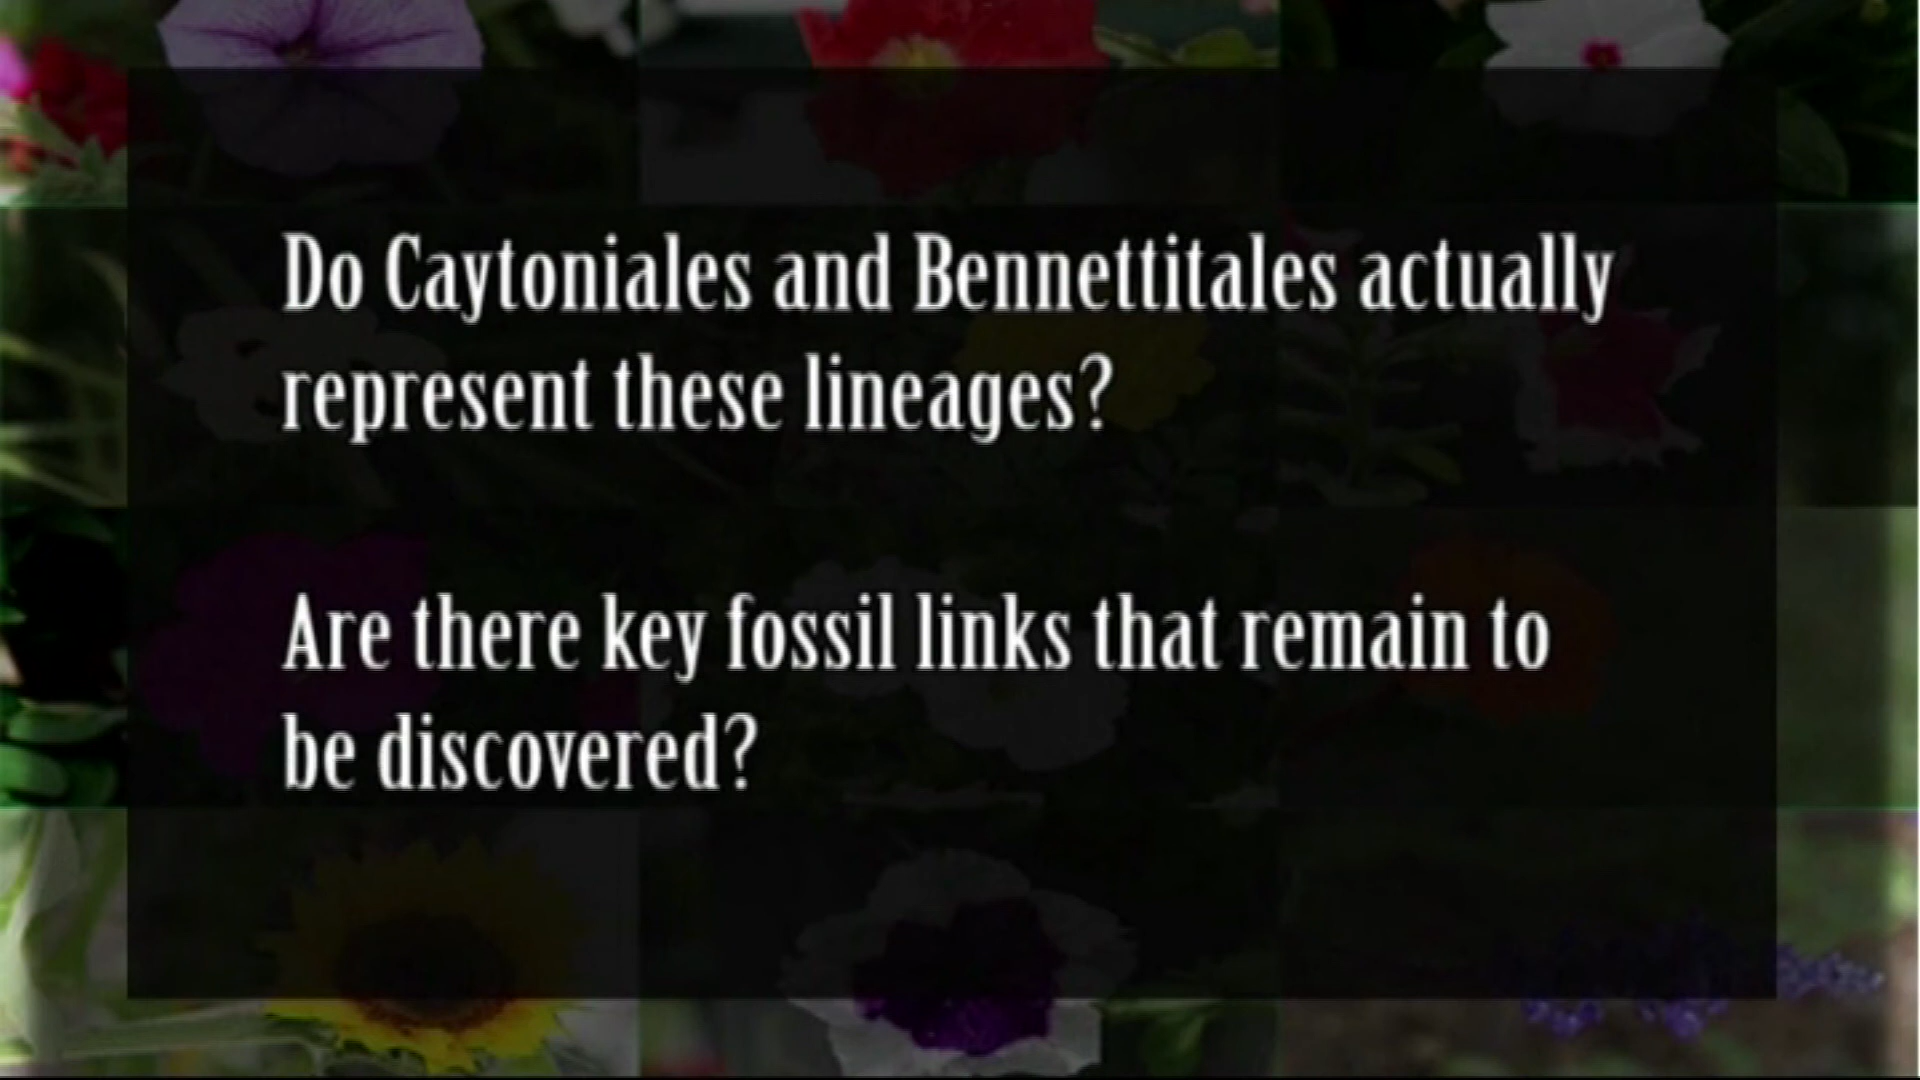 Do Caytoniales and Bennettitales actually
represent these lineages?
Are there key fossil links that remain to
be discovered?